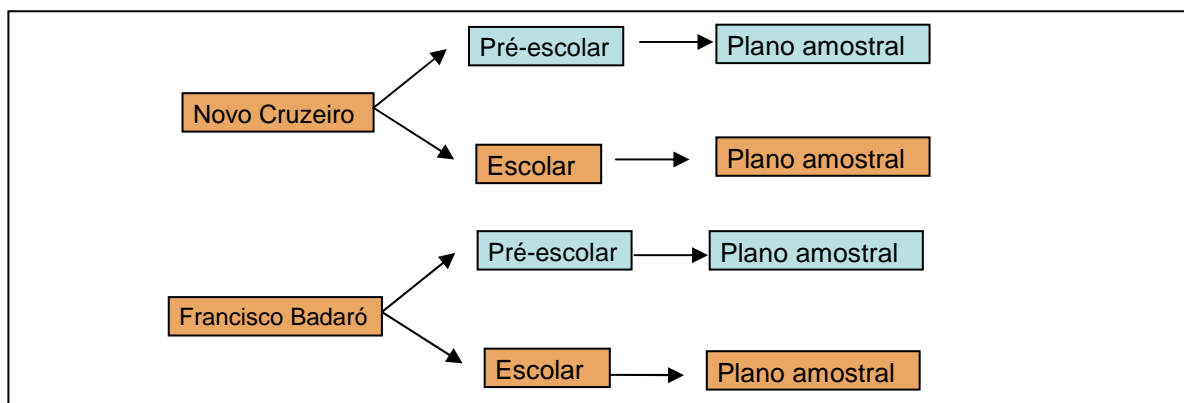 Pré-escolar
Plano amostral
Novo Cruzeiro
Escolar
Plano amostral
Pré-escolar
Plano amostral
Francisco Badaró
Escolar
Plano amostral